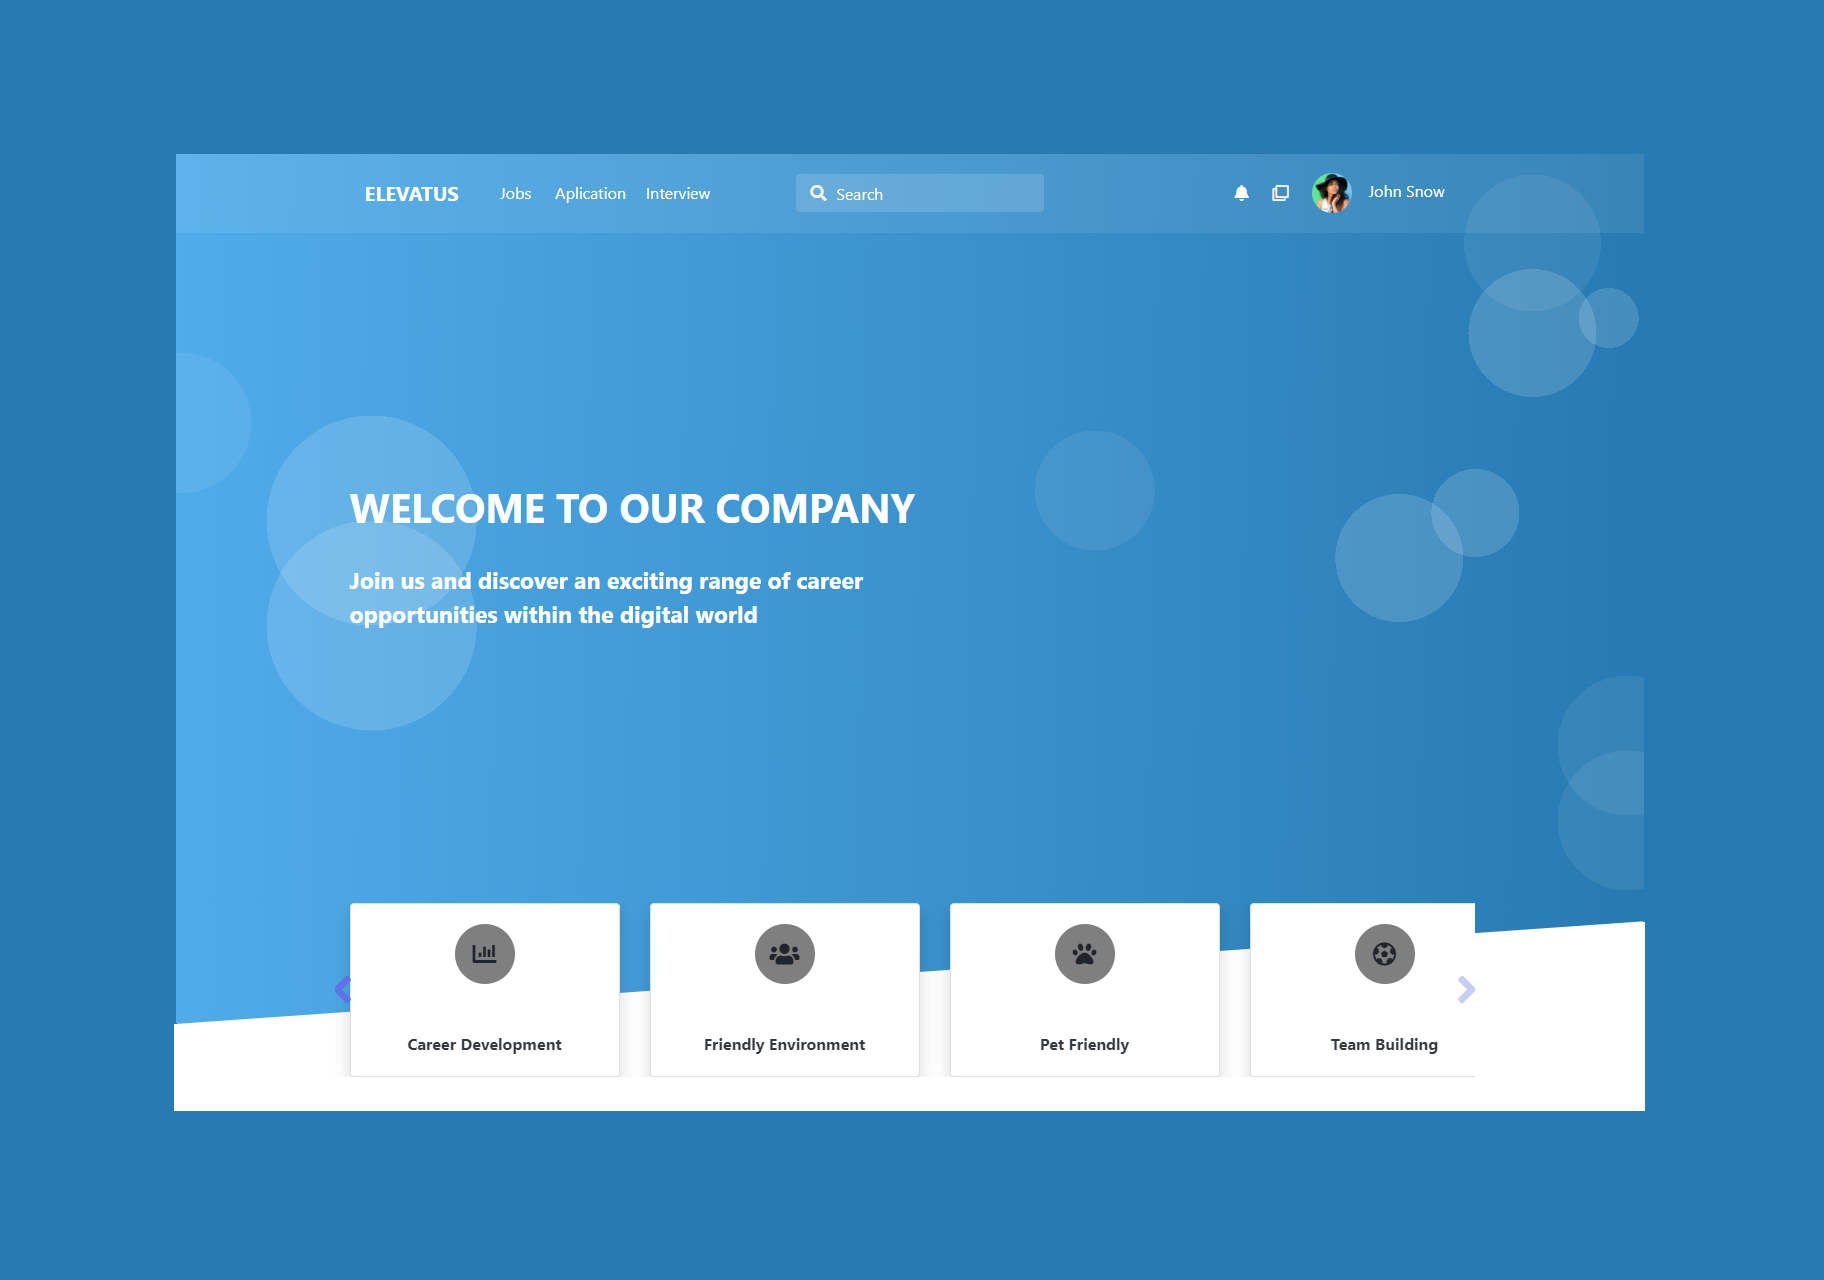 ELEVATUS Jobs Aplication Interview Search John Snow
WELCOME TO OUR COMPANY
Join us and discover an exciting range of career
opportunities within the digital world
Career Development Friendly Environment Pet Friendly Team Building